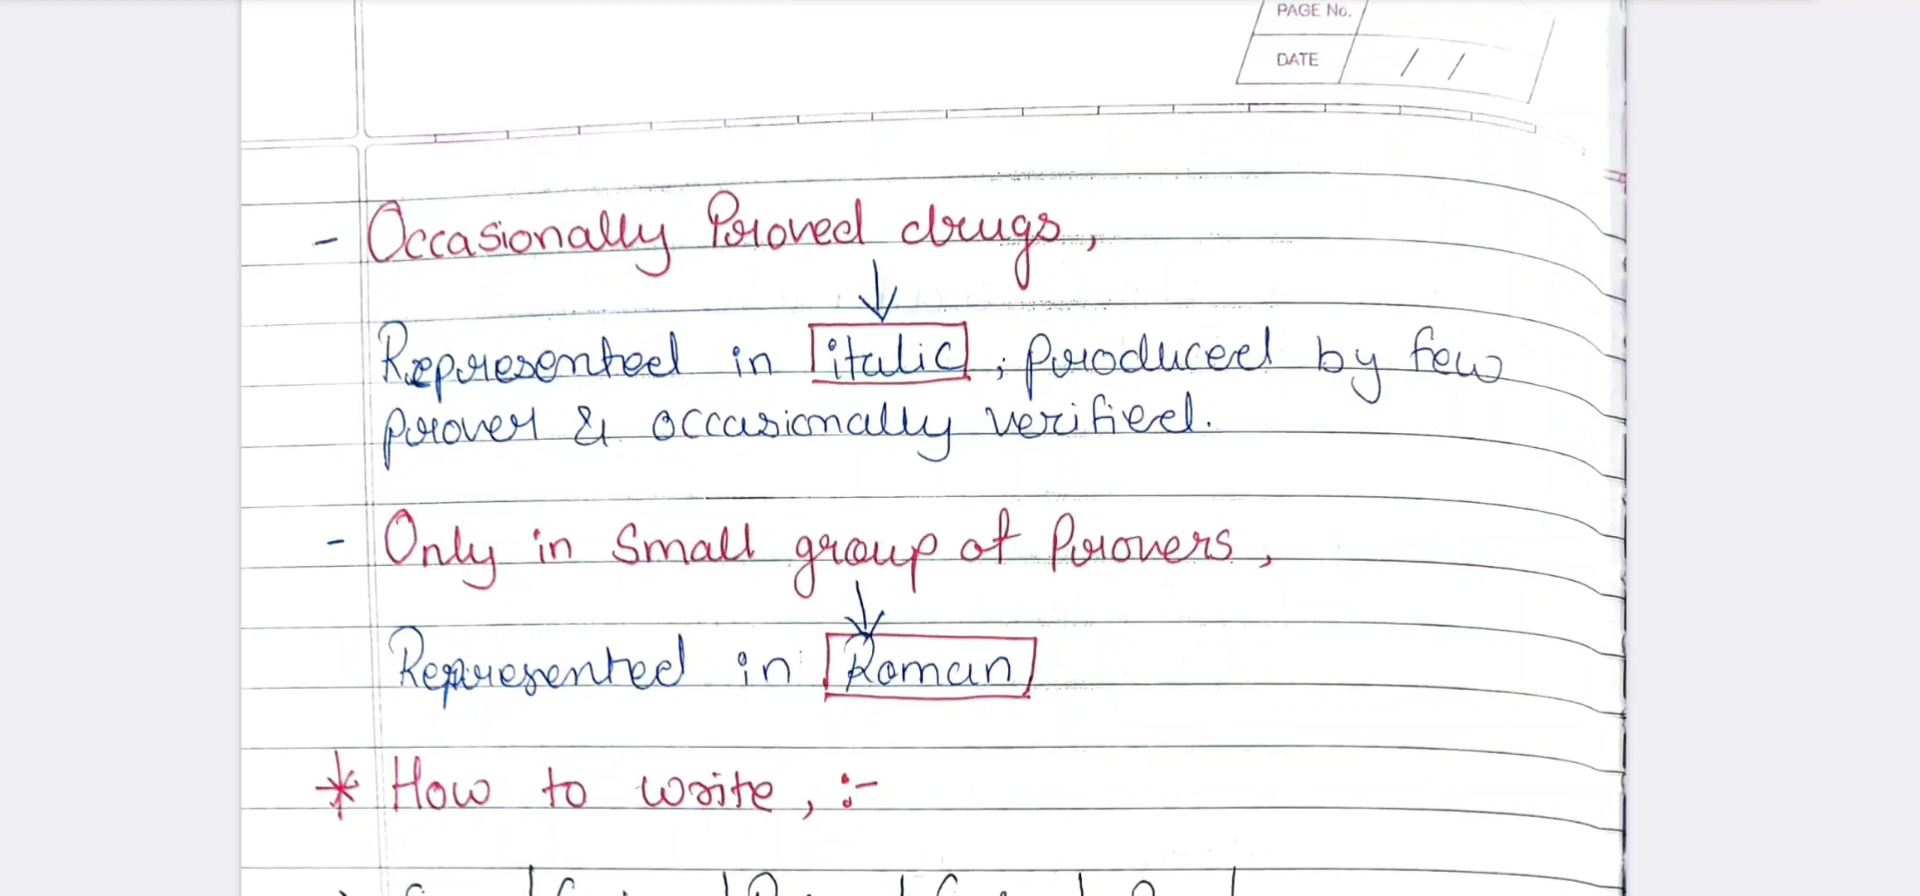 PAGE No.
DATE / /
- Occasionally Proved drugs,
↓
Represented in italic, produced by few
prover & occasionally verified.
- Only in small group of Provers,
↓
Represented in Roman
* How to write, :-